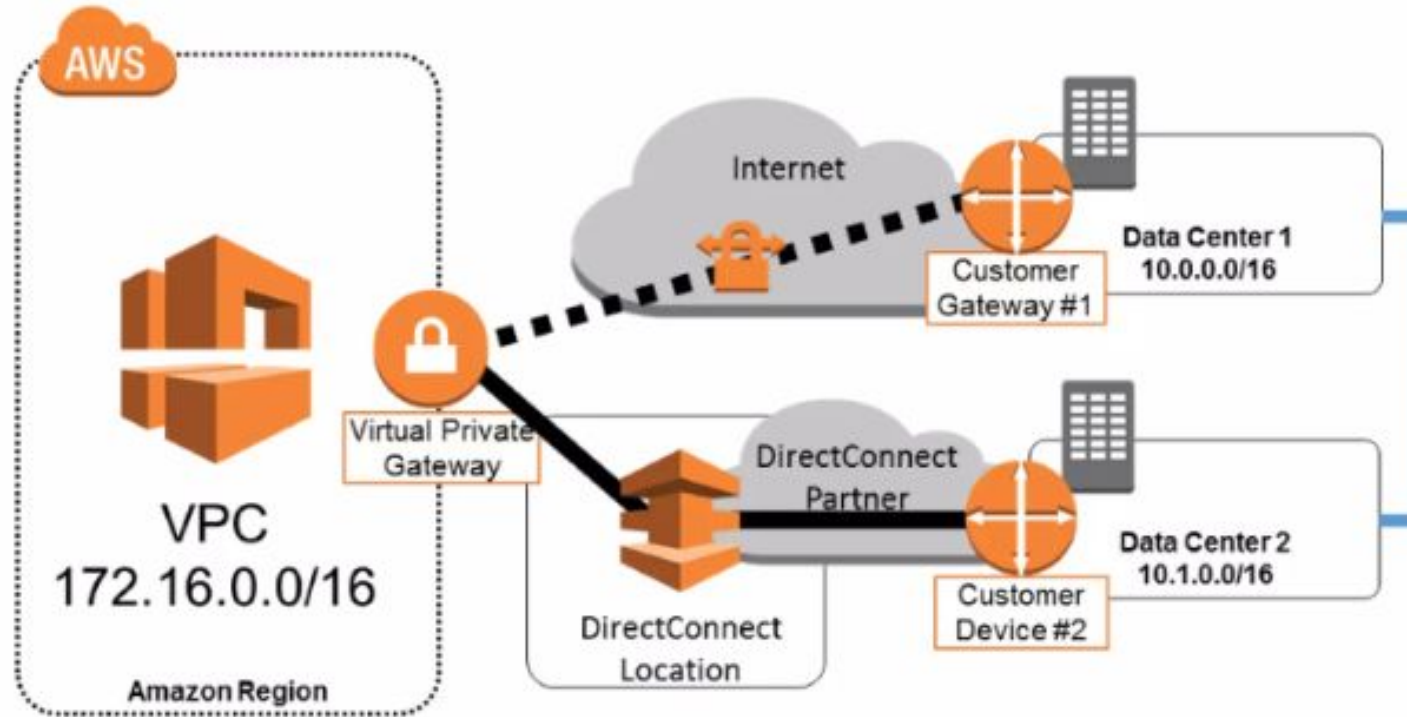 AWS
Internet
Data Center 1
10.0.0.0/16
Customer
Gateway #1
Virtual Private
Gateway
DirectConnect
Partner
VPC
172.16.0.0/16
Data Center 2
10.1.0.0/16
Customer
Device #2
DirectConnect
Location
Amazon Region